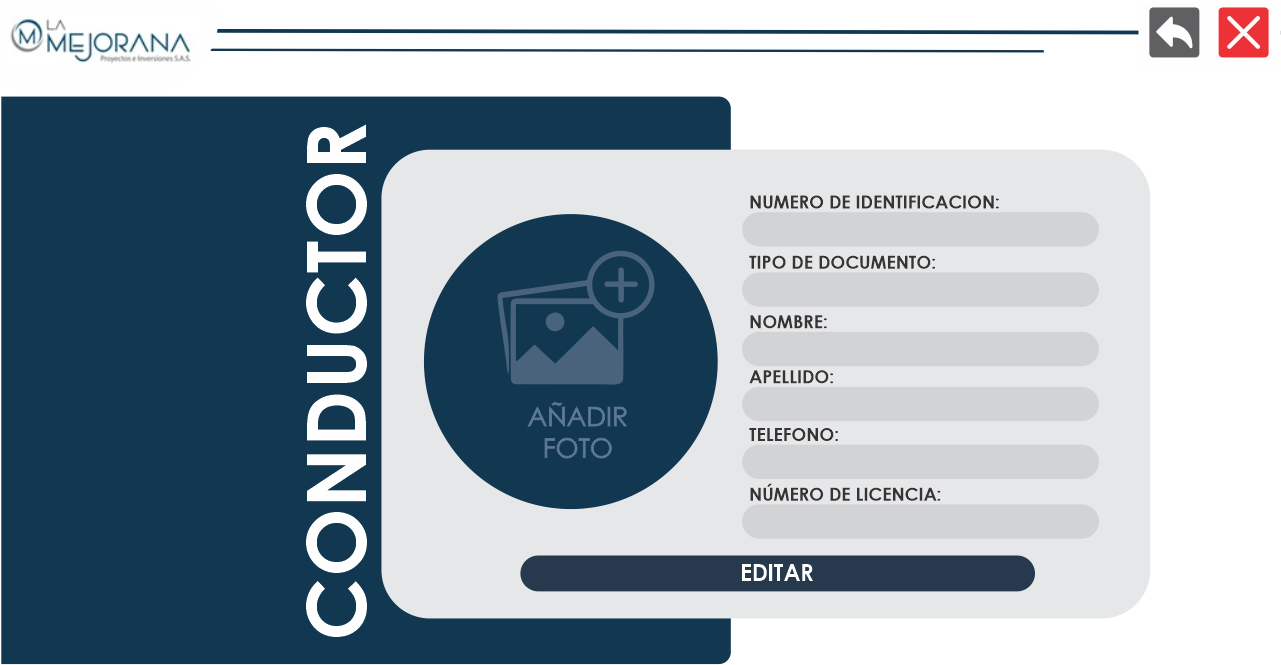 LA
MEJORANA
Proyectos e Inversiones S.A.S.
CONDUCTOR
AÑADIR
FOTO
NUMERO DE IDENTIFICACION:
TIPO DE DOCUMENTO:
NOMBRE:
APELLIDO:
TELEFONO:
NÚMERO DE LICENCIA:
EDITAR